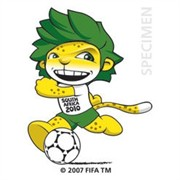 SPECIMEN
SOUTH
AFRICA
2010
© 2007 FIFA TM